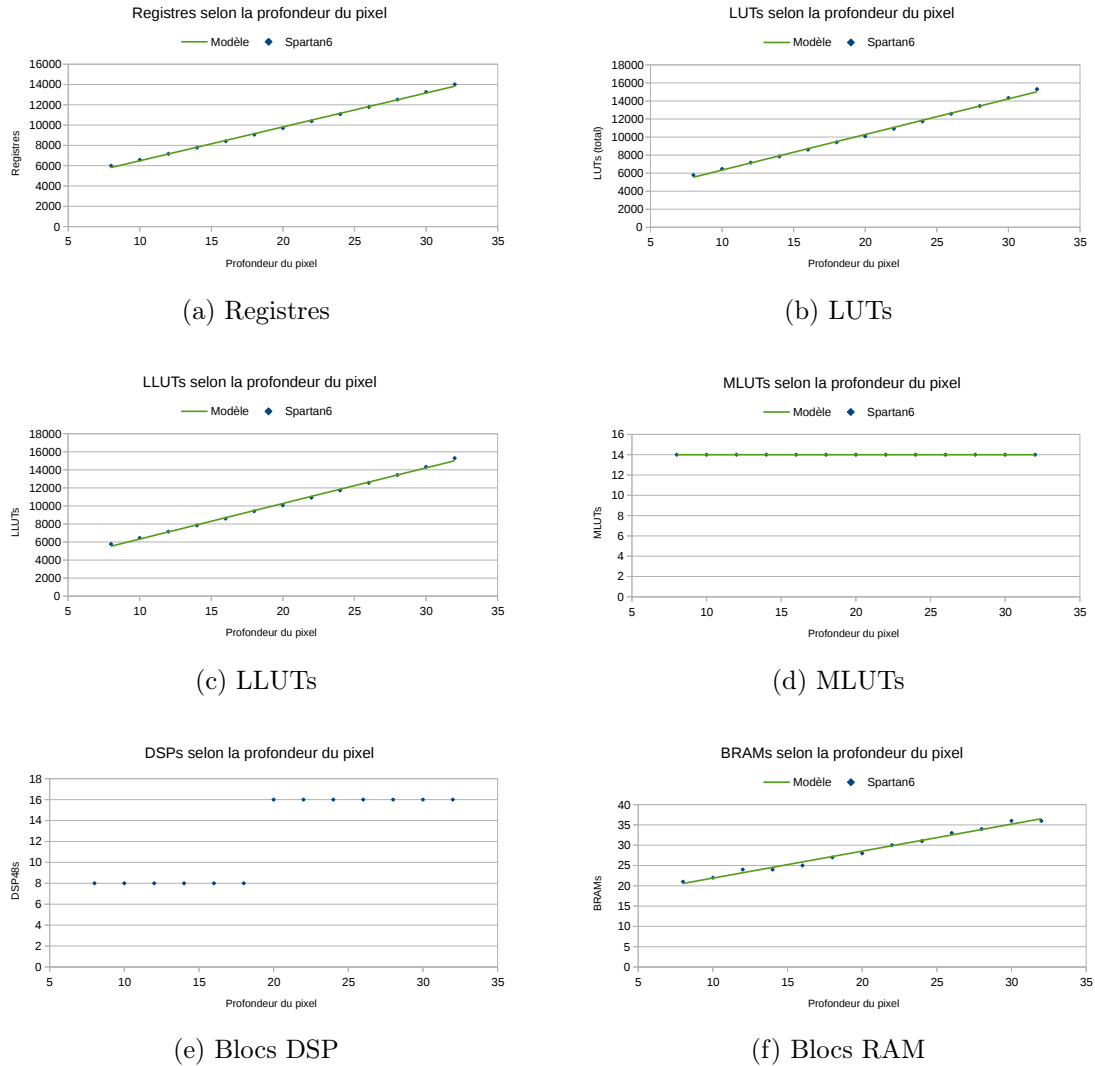 Registres selon la profondeur du pixel
Modèle Spartan6
16000
14000
12000
10000
8000
6000
4000
2000
0
Registres
5 10 15 20 25 30 35
Profondeur du pixel
(a) Registres
LUTs selon la profondeur du pixel
Modèle Spartan6
18000
16000
14000
12000
10000
8000
6000
4000
2000
0
LUTs (total)
5 10 15 20 25 30 35
Profondeur du pixel
(b) LUTs
LLUTs selon la profondeur du pixel
Modèle Spartan6
18000
16000
14000
12000
10000
8000
6000
4000
2000
0
LLUTs
5 10 15 20 25 30 35
Profondeur du pixel
(c) LLUTs
MLUTs selon la profondeur du pixel
Modèle Spartan6
16
14
12
10
8
6
4
2
0
MLUTs
5 10 15 20 25 30 35
Profondeur du pixel
(d) MLUTs
DSPs selon la profondeur du pixel
18
16
14
12
10
8
6
4
2
0
DSP48s
5 10 15 20 25 30 35
Profondeur du pixel
(e) Blocs DSP
BRAMs selon la profondeur du pixel
Modèle Spartan6
40
35
30
25
20
15
10
5
0
BRAMs
5 10 15 20 25 30 35
Profondeur du pixel
(f) Blocs RAM